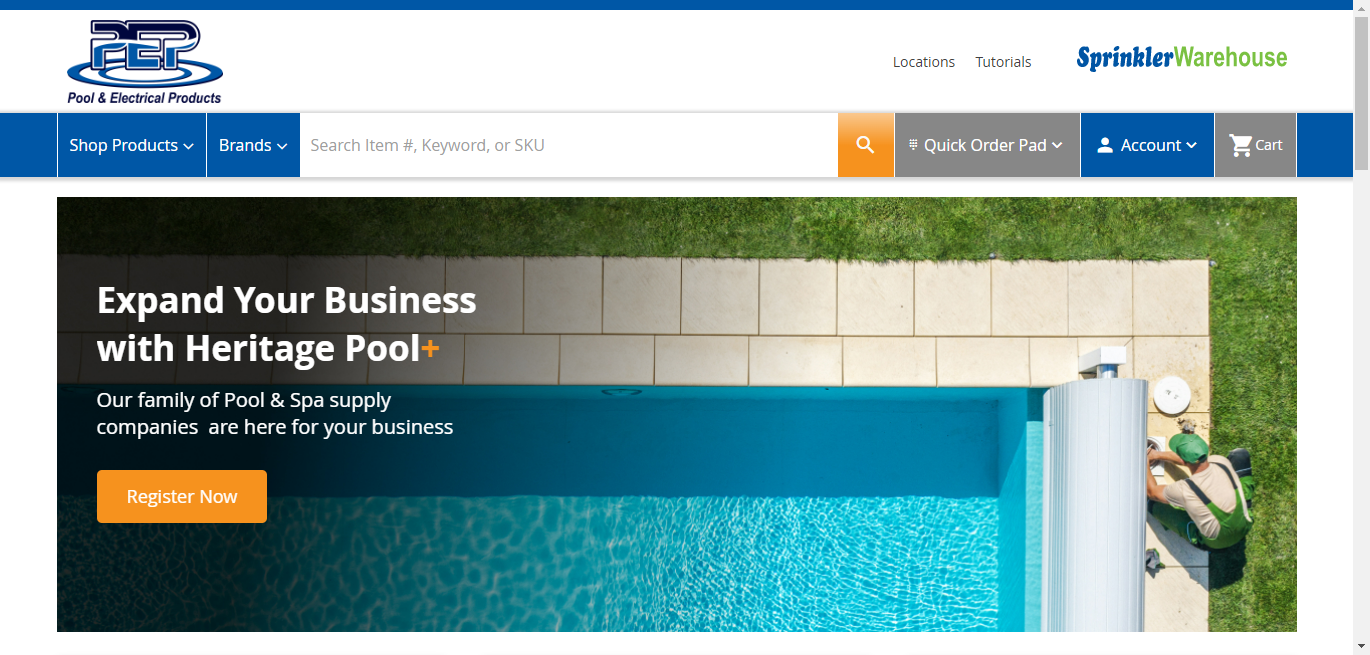 PEP
Pool & Electrical Products
Locations
Tutorials
SprinklerWarehouse
Shop Products
Brands
Search Item #, Keyword, or SKU
Quick Order Pad
Account
Cart
Expand Your Business
with Heritage Pool+
Our family of Pool & Spa supply
companies are here for your business
Register Now